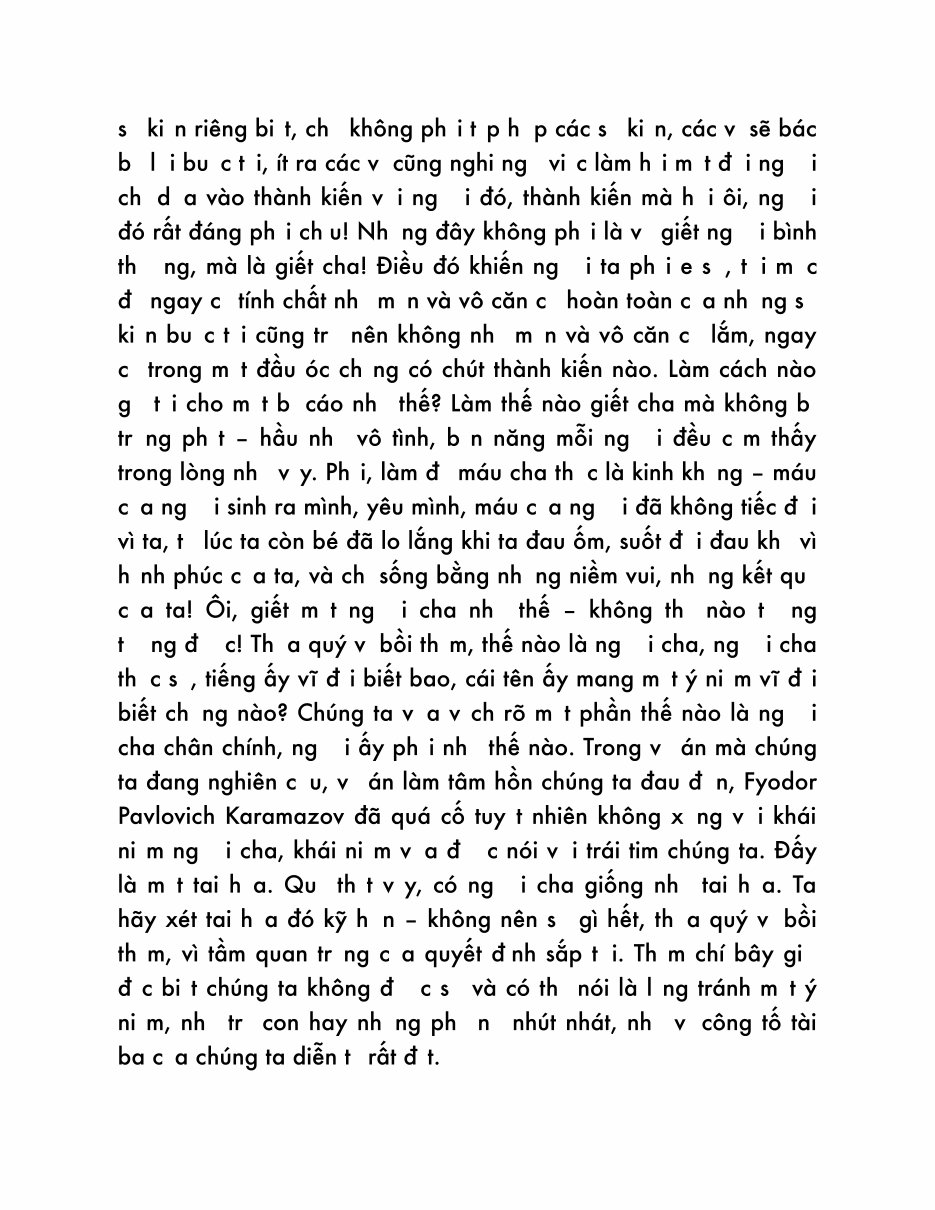 s ki n riêng bi t, ch không ph i t p h p các s ki n, các v sẽ bác
b l i bu c t i, ít ra các v cũng nghi ng vi c làm h i m t đ i ng i
ch d a vào thành kiến v i ng i đó, thành kiến mà h i ôi, ng i
đó rất đáng ph i ch u! Nh ng đây không ph i là v giết ng i bình
th ng, mà là giết cha! Điều đó khiến ng i ta ph i e s , t i m c
đ ngay c tính chất nh m n và vô căn c hoàn toàn c a nh ng s
ki n bu c t i cũng tr nên không nh m n và vô căn c lắm, ngay
c trong m t đầu óc ch ng có chút thành kiến nào. Làm cách nào
g t i cho m t b cáo nh thế? Làm thế nào giết cha mà không b
tr ng ph t – hầu nh vô tình, b n năng mỗi ng i đều c m thấy
trong lòng nh v y. Ph i, làm đ máu cha th c là kinh kh ng – máu
c a ng i sinh ra mình, yêu mình, máu c a ng i đã không tiếc đ i
vì ta, t lúc ta còn bé đã lo lắng khi ta đau ốm, suốt đ i đau kh vì
h nh phúc c a ta, và ch sống bằng nh ng niềm vui, nh ng kết qu
c a ta! Ôi, giết m t ng i cha nh thế – không th nào t ng
t ng đ c! Th a quý v bồi th m, thế nào là ng i cha, ng i cha
th c s , tiếng ấy vĩ đ i biết bao, cái tên ấy mang m t ý ni m vĩ đ i
biết ch ng nào? Chúng ta v a v ch rõ m t phần thế nào là ng i
cha chân chính, ng i ấy ph i nh thế nào. Trong v án mà chúng
ta đang nghiên c u, v án làm tâm hồn chúng ta đau đ n, Fyodor
Pavlovich Karamazov đã quá cố tuy t nhiên không x ng v i khái
ni m ng i cha, khái ni m v a đ c nói v i trái tim chúng ta. Đấy
là m t tai h a. Qu th t v y, có ng i cha giống nh tai h a. Ta
hãy xét tai h a đó kỹ h n – không nên s gì hết, th a quý v bồi
th m, vì tầm quan tr ng c a quyết đ nh sắp t i. Th m chí bây gi
đ c bi t chúng ta không đ c s và có th nói là l ng tránh m t ý
ni m, nh tr con hay nh ng ph n nhút nhát, nh v công tố tài
ba c a chúng ta diễn t rất đ t.